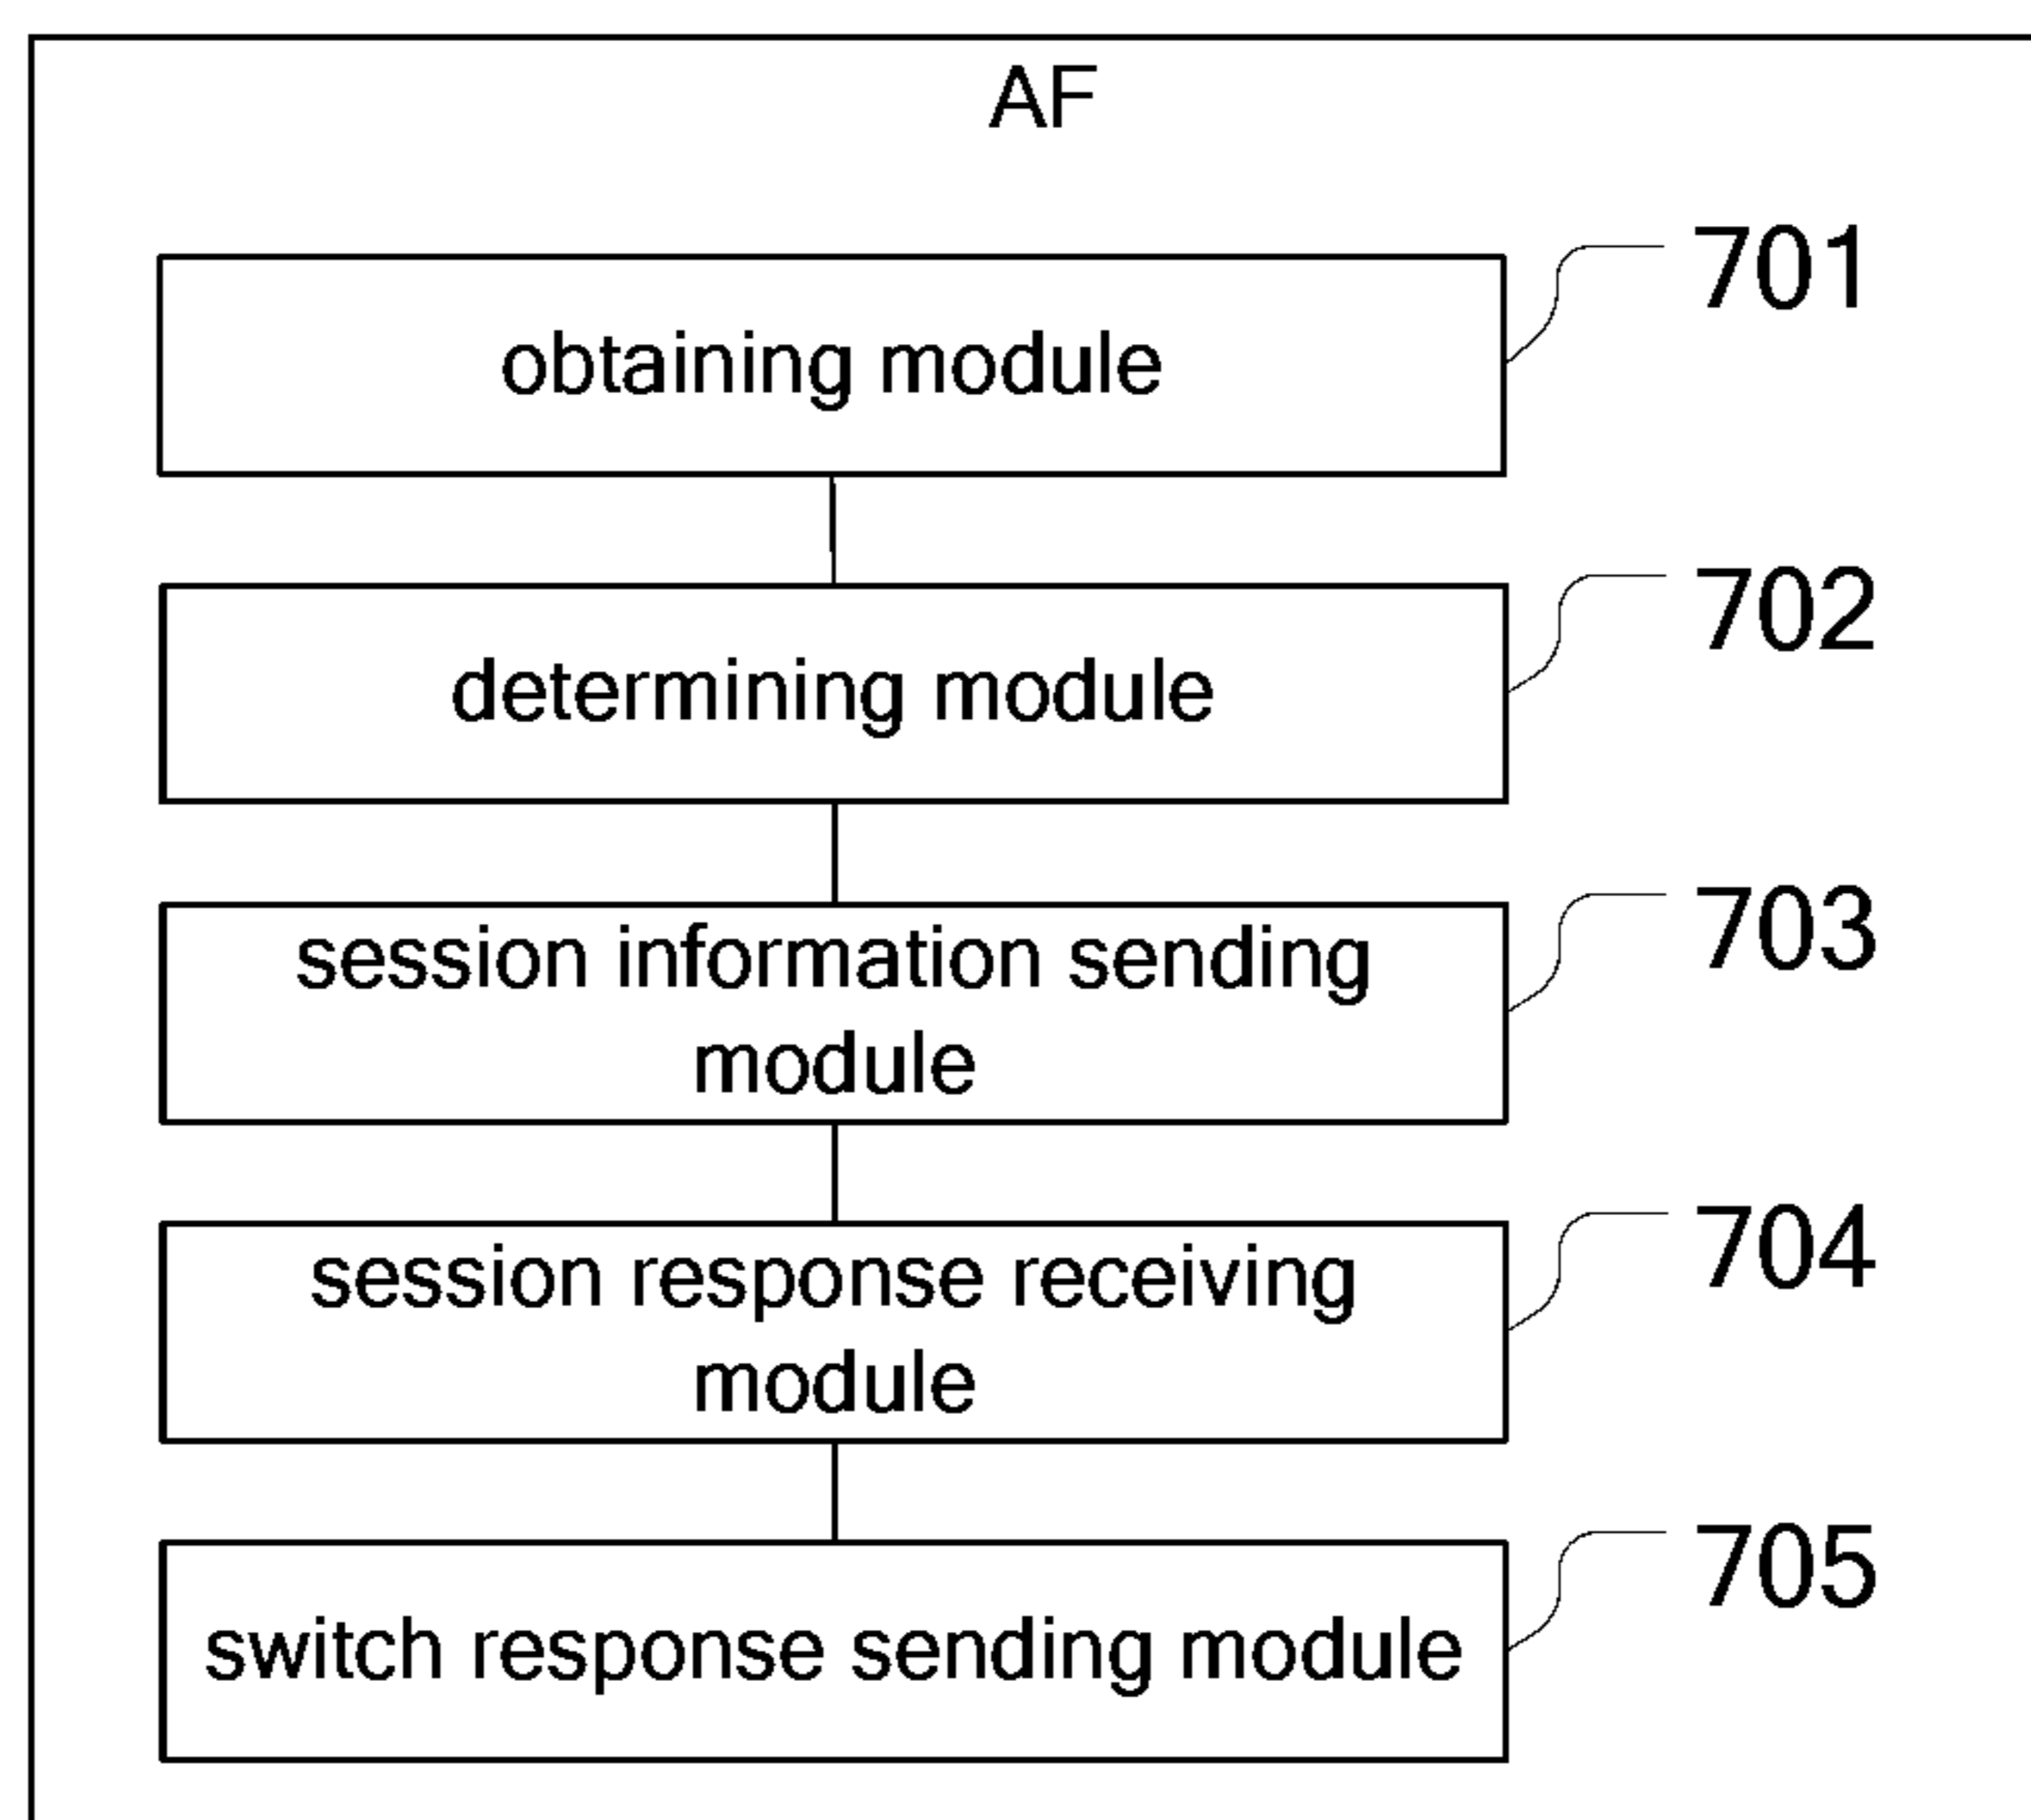 AF
701
obtaining module
702
determining module
703
session information sending
module
704
session response receiving
module
705
switch response sending module